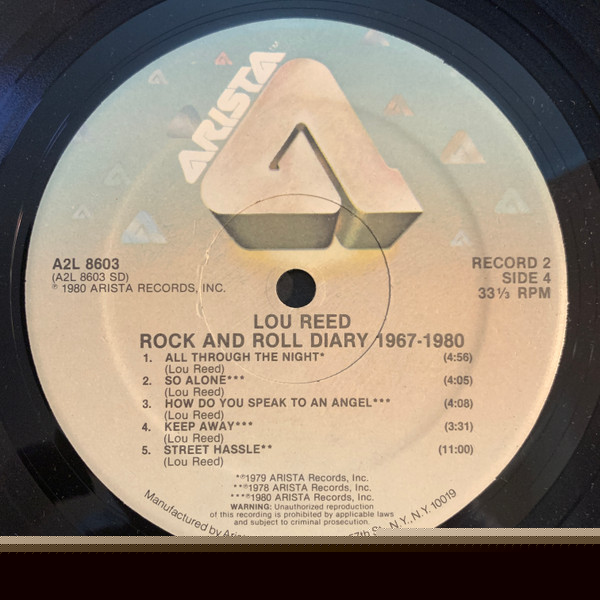 ARISTA
A2L 8603
(A2L 8603 SD)
℗ 1980 ARISTA RECORDS, INC.
RECORD 2
SIDE 4
33⅓ RPM
LOU REED
ROCK AND ROLL DIARY 1967-1980
1. ALL THROUGH THE NIGHT* (4:56)
(Lou Reed)
2. SO ALONE*** (4:05)
(Lou Reed)
3. HOW DO YOU SPEAK TO AN ANGEL*** (4:08)
(Lou Reed)
4. KEEP AWAY*** (3:31)
(Lou Reed)
5. STREET HASSLE** (11:00)
(Lou Reed)
*℗1979 ARISTA Records, Inc.
**℗1978 ARISTA Records, Inc.
***℗1980 ARISTA Records, Inc.
WARNING: Unauthorized reproduction
of this recording is prohibited by applicable laws
and subject to criminal prosecution.
Manufactured by N.Y., N.Y. 10019